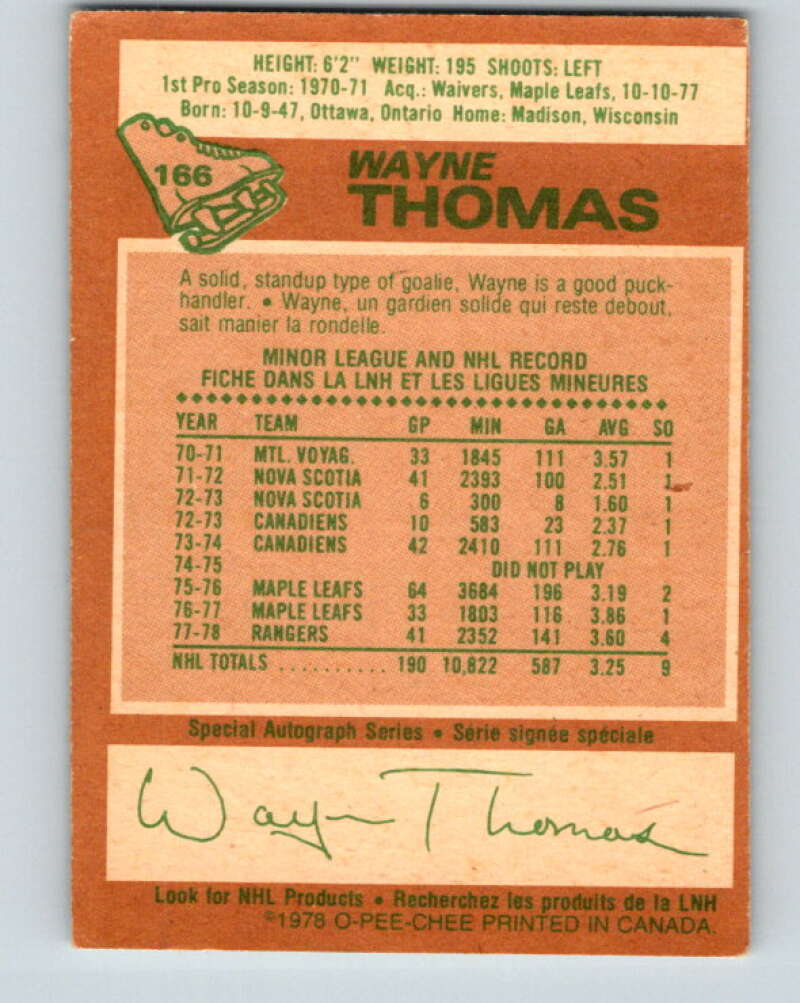 HEIGHT: 6'2" WEIGHT: 195 SHOOTS: LEFT
1st Pro Season: 1970-71 Acq.: Waivers, Maple Leafs, 10-10-77
Born: 10-9-47, Ottawa, Ontario Home: Madison, Wisconsin
166
WAYNE
THOMAS
A solid, standup type of goalie, Wayne is a good puck-
handler. • Wayne, un gardien solide qui reste debout,
sait manier la rondelle.
MINOR LEAGUE AND NHL RECORD
FICHE DANS LA LNH ET LES LIGUES MINEURES
YEAR TEAM GP MIN GA AVG SO
70-71 MTL. VOYAG. 33 1845 111 3.57 1
71-72 NOVA SCOTIA 41 2393 100 2.51 1
72-73 NOVA SCOTIA 6 300 8 1.60 1
72-73 CANADIENS 10 583 23 2.37 1
73-74 CANADIENS 42 2410 111 2.76 1
74-75 DID NOT PLAY
75-76 MAPLE LEAFS 64 3684 196 3.19 2
76-77 MAPLE LEAFS 33 1803 116 3.86 1
77-78 RANGERS 41 2352 141 3.60 4
NHL TOTALS .......... 190 10,822 587 3.25 9
Special Autograph Series • Série signée spéciale
Wayne Thomas
Look for NHL Products • Recherchez les produits de la LNH
©1978 O-PEE-CHEE PRINTED IN CANADA.